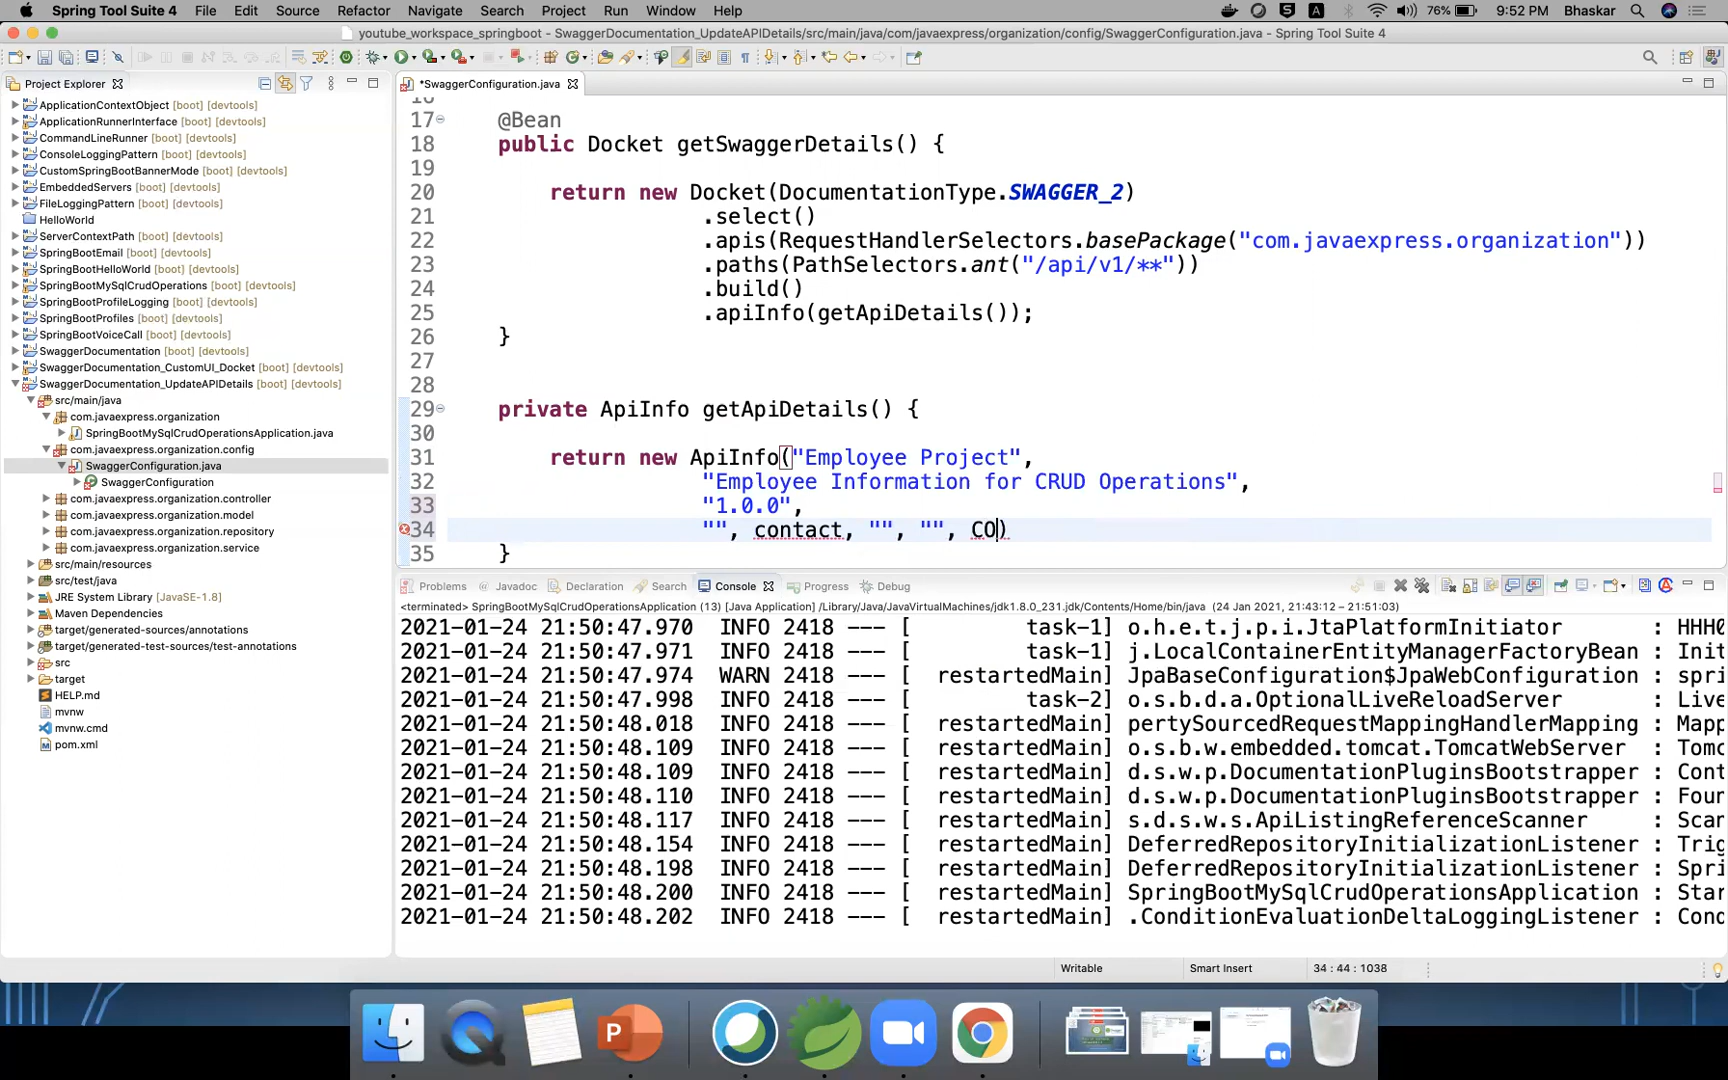 Spring Tool Suite 4 File Edit Source Refactor Navigate Search Project Run Window Help 76% 9:52 PM Bhaskar
youtube_workspace_springboot - SwaggerDocumentation_UpdateAPIDetails/src/main/java/com/javaexpress/organization/config/SwaggerConfiguration.java - Spring Tool Suite 4
Project Explorer
ApplicationContextObject [boot] [devtools]
ApplicationRunnerInterface [boot] [devtools]
CommandLineRunner [boot] [devtools]
ConsoleLoggingPattern [boot] [devtools]
CustomSpringBootBannerMode [boot] [devtools]
EmbeddedServers [boot] [devtools]
FileLoggingPattern [boot] [devtools]
HelloWorld
ServerContextPath [boot] [devtools]
SpringBootEmail [boot] [devtools]
SpringBootHelloWorld [boot] [devtools]
SpringBootMySqlCrudOperations [boot] [devtools]
SpringBootProfileLogging [boot] [devtools]
SpringBootProfiles [boot] [devtools]
SpringBootVoiceCall [boot] [devtools]
SwaggerDocumentation [boot] [devtools]
SwaggerDocumentation_CustomUI_Docket [boot] [devtools]
SwaggerDocumentation_UpdateAPIDetails [boot] [devtools]
src/main/java
com.javaexpress.organization
SpringBootMySqlCrudOperationsApplication.java
com.javaexpress.organization.config
SwaggerConfiguration.java
SwaggerConfiguration
com.javaexpress.organization.controller
com.javaexpress.organization.model
com.javaexpress.organization.repository
com.javaexpress.organization.service
src/main/resources
src/test/java
JRE System Library [JavaSE-1.8]
Maven Dependencies
target/generated-sources/annotations
target/generated-test-sources/test-annotations
src
target
HELP.md
mvnw
mvnw.cmd
pom.xml
*SwaggerConfiguration.java
16
17 @Bean
18 public Docket getSwaggerDetails() {
19
20 return new Docket(DocumentationType.SWAGGER_2)
21 .select()
22 .apis(RequestHandlerSelectors.basePackage("com.javaexpress.organization"))
23 .paths(PathSelectors.ant("/api/v1/**"))
24 .build()
25 .apiInfo(getApiDetails());
26 }
27
28
29 private ApiInfo getApiDetails() {
30
31 return new ApiInfo("Employee Project",
32 "Employee Information for CRUD Operations",
33 "1.0.0",
34 "", contact, "", "", CO)
35 }
Problems Javadoc Declaration Search Console Progress Debug
<terminated> SpringBootMySqlCrudOperationsApplication (13) [Java Application] /Library/Java/JavaVirtualMachines/jdk1.8.0_231.jdk/Contents/Home/bin/java (24 Jan 2021, 21:43:12 – 21:51:03)
2021-01-24 21:50:47.970 INFO 2418 --- [ task-1] o.h.e.t.j.p.i.JtaPlatformInitiator : HHH0
2021-01-24 21:50:47.971 INFO 2418 --- [ task-1] j.LocalContainerEntityManagerFactoryBean : Init
2021-01-24 21:50:47.974 WARN 2418 --- [ restartedMain] JpaBaseConfiguration$JpaWebConfiguration : spri
2021-01-24 21:50:47.998 INFO 2418 --- [ task-2] o.s.b.d.a.OptionalLiveReloadServer : Live
2021-01-24 21:50:48.018 INFO 2418 --- [ restartedMain] pertySourcedRequestMappingHandlerMapping : Mapp
2021-01-24 21:50:48.109 INFO 2418 --- [ restartedMain] o.s.b.w.embedded.tomcat.TomcatWebServer : Tomc
2021-01-24 21:50:48.109 INFO 2418 --- [ restartedMain] d.s.w.p.DocumentationPluginsBootstrapper : Cont
2021-01-24 21:50:48.110 INFO 2418 --- [ restartedMain] d.s.w.p.DocumentationPluginsBootstrapper : Foun
2021-01-24 21:50:48.117 INFO 2418 --- [ restartedMain] s.d.s.w.s.ApiListingReferenceScanner : Scan
2021-01-24 21:50:48.154 INFO 2418 --- [ restartedMain] DeferredRepositoryInitializationListener : Trig
2021-01-24 21:50:48.198 INFO 2418 --- [ restartedMain] DeferredRepositoryInitializationListener : Spri
2021-01-24 21:50:48.200 INFO 2418 --- [ restartedMain] SpringBootMySqlCrudOperationsApplication : Star
2021-01-24 21:50:48.202 INFO 2418 --- [ restartedMain] .ConditionEvaluationDeltaLoggingListener : Cond
Writable Smart Insert 34 : 44 : 1038